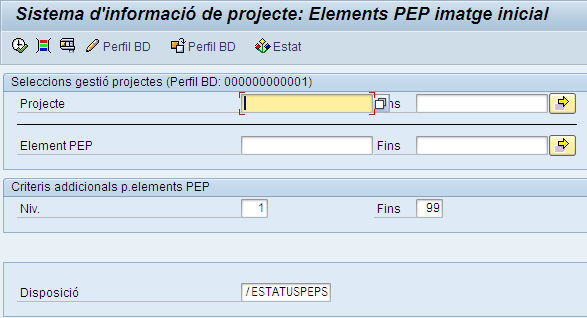 Sistema d'informació de projecte: Elements PEP imatge inicial
Perfil BD Perfil BD Estat
Seleccions gestió projectes (Perfil BD: 000000000001)
Projecte ns
Element PEP Fins
Criteris addicionals p.elements PEP
Niv. 1 Fins 99
Disposició /ESTATUSPEPS